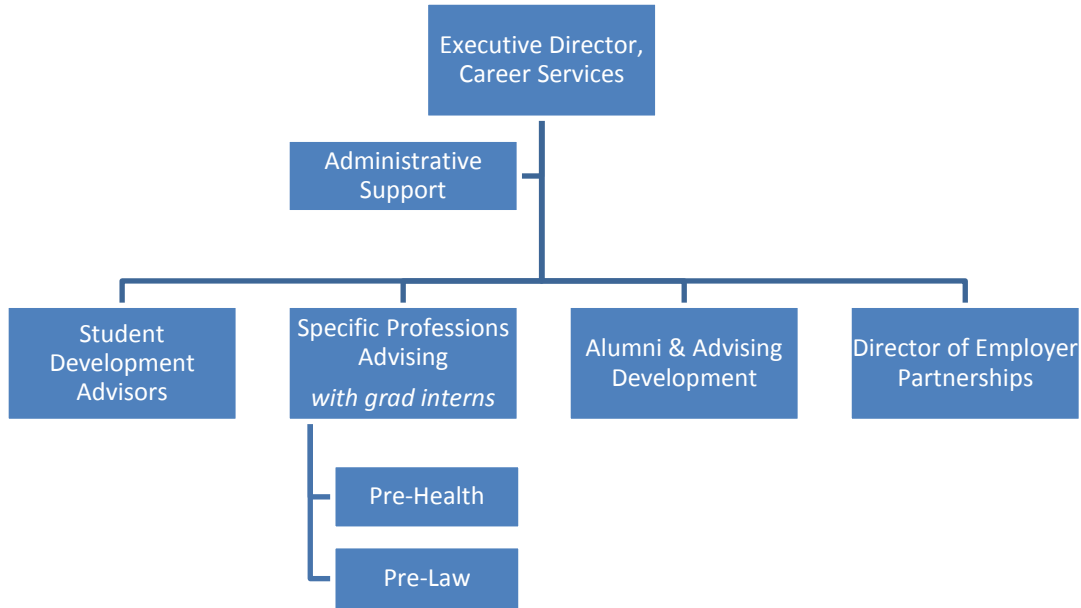 Executive Director,
Career Services
Administrative
Support
Student
Development
Advisors
Specific Professions
Advising
with grad interns
Alumni & Advising
Development
Director of Employer
Partnerships
Pre-Health
Pre-Law